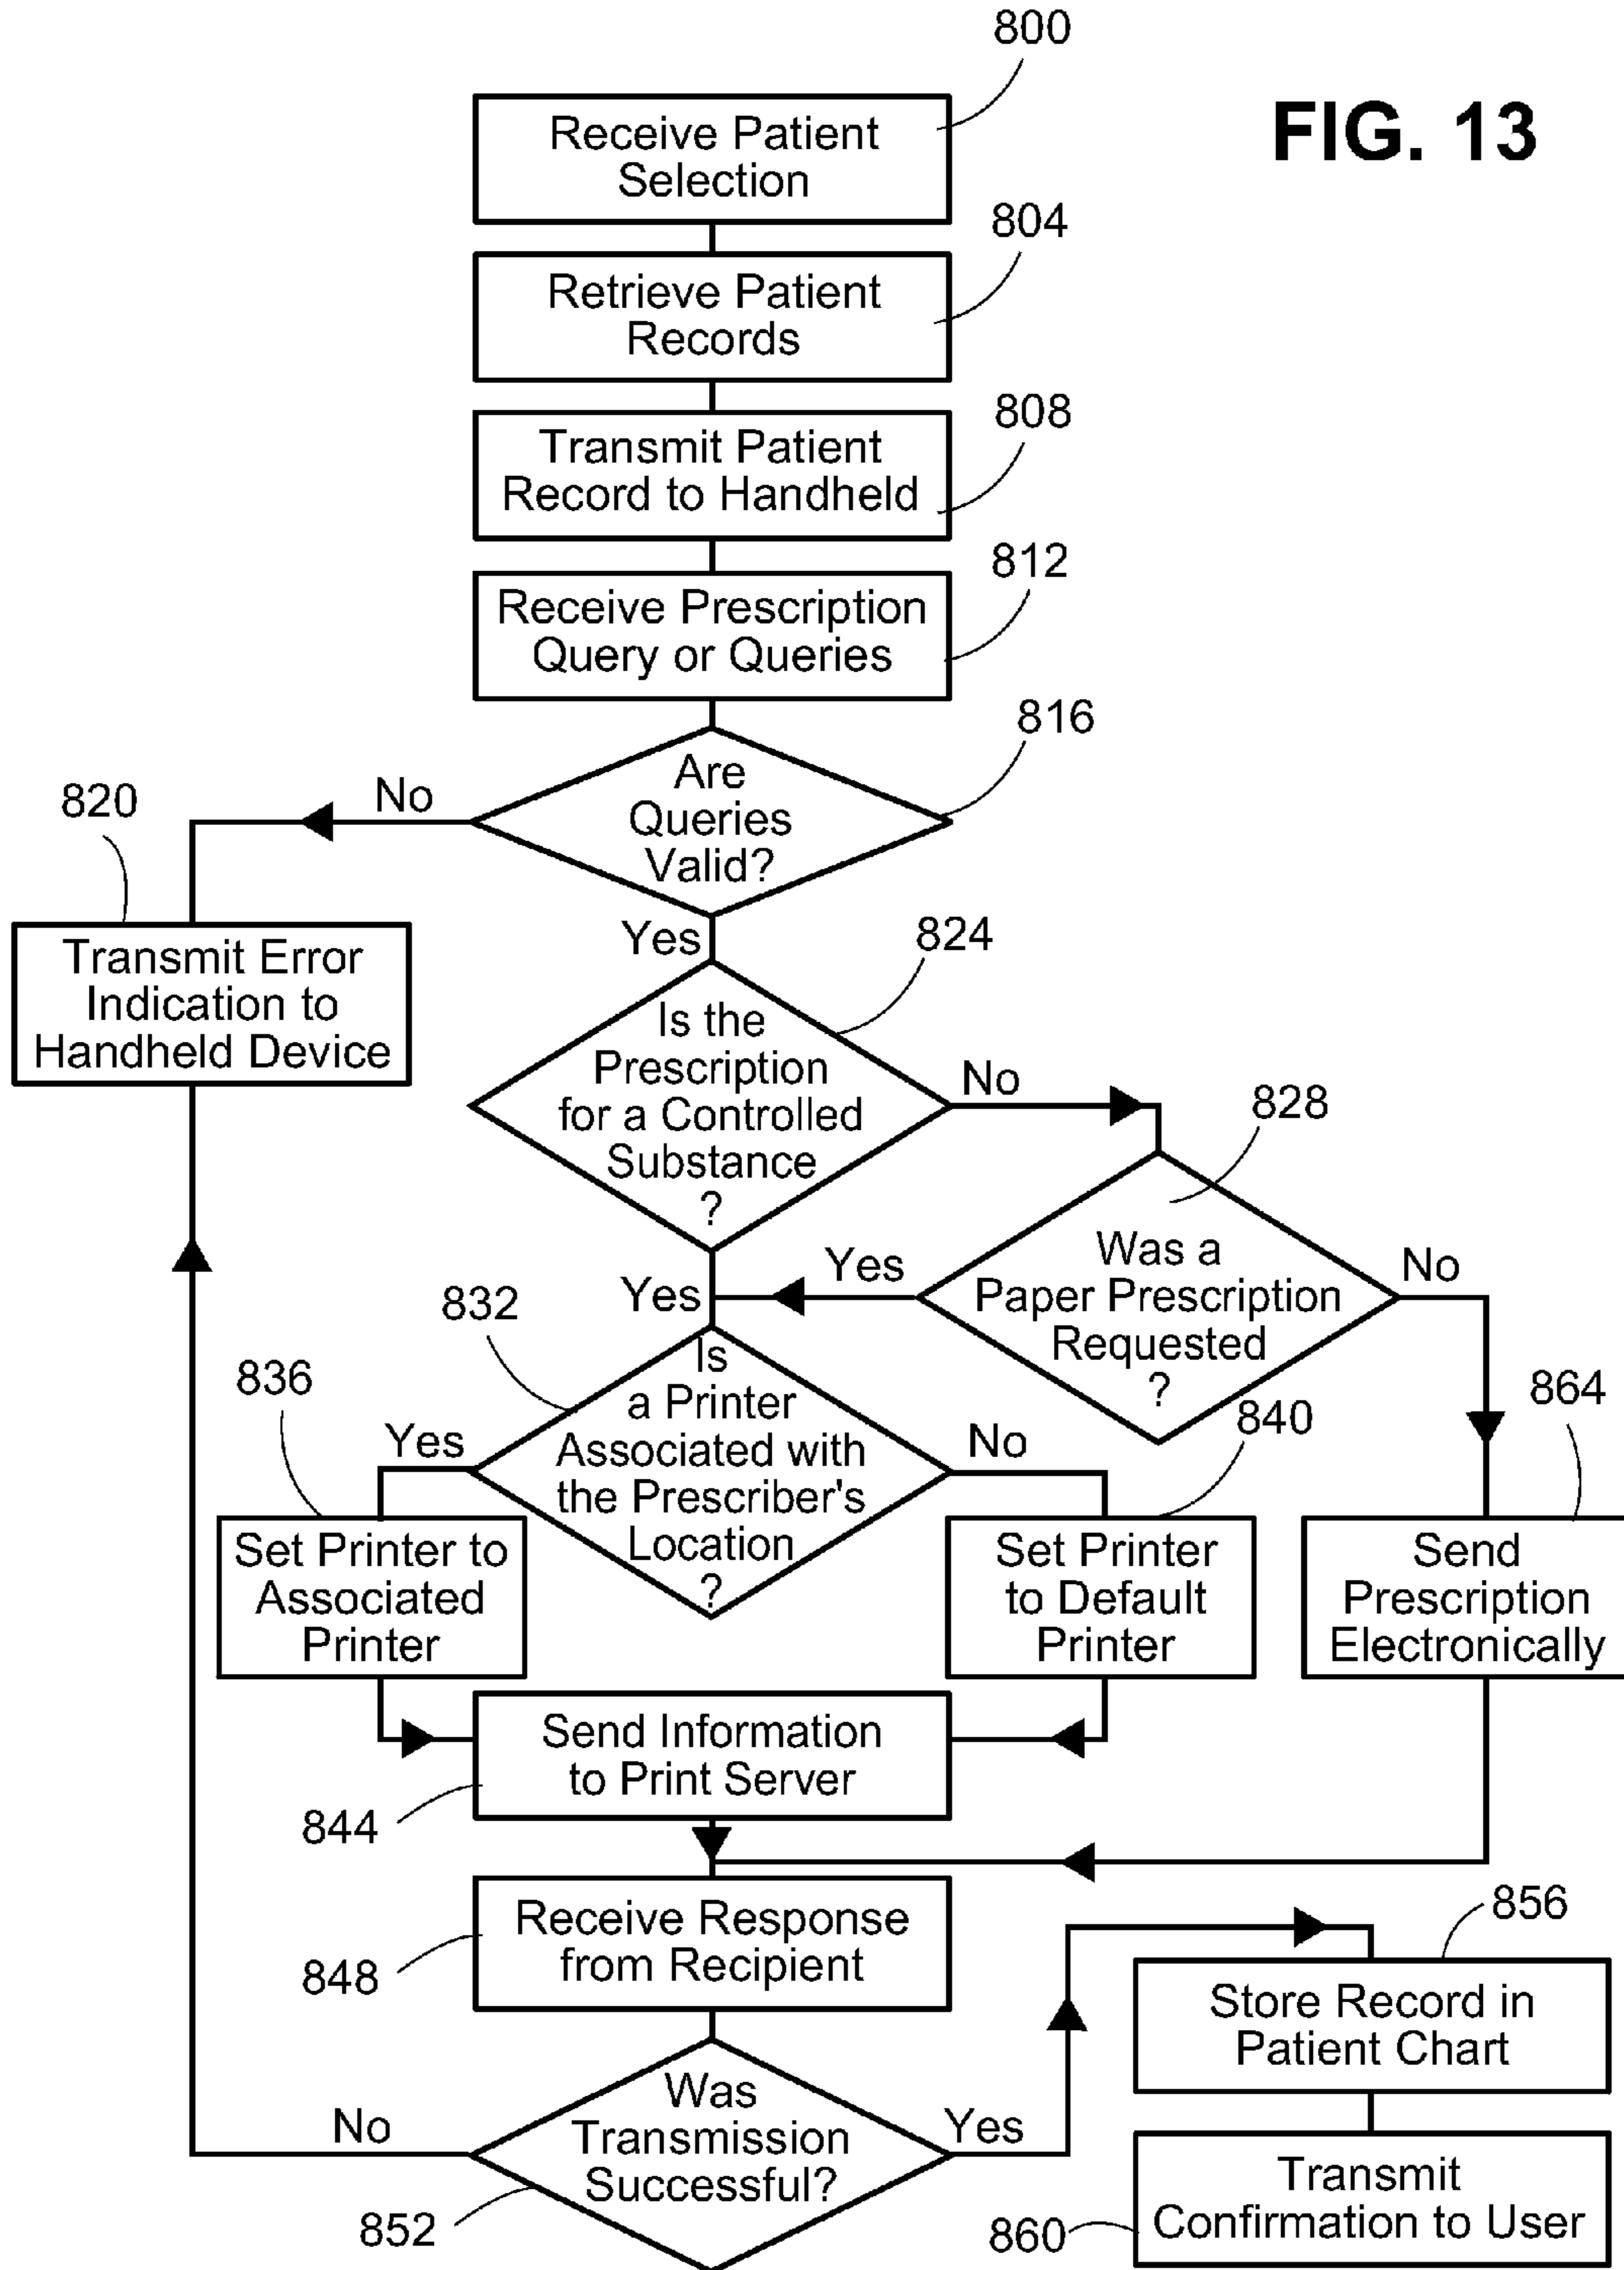 800
FIG. 13
Receive Patient
Selection
804
Retrieve Patient
Records
808
Transmit Patient
Record to Handheld
812
Receive Prescription
Query or Queries
816
Are
Queries
Valid?
No
820
Yes
824
Transmit Error
Indication to
Handheld Device
Is the
Prescription
for a Controlled
Substance
?
No
828
Was a
Paper Prescription
Requested
?
Yes
No
Yes
832
Is
a Printer
Associated with
the Prescriber's
Location
?
836
Yes
No
840
864
Set Printer to
Associated
Printer
Set Printer
to Default
Printer
Send
Prescription
Electronically
Send Information
to Print Server
844
Receive Response
from Recipient
848
856
Store Record in
Patient Chart
Was
Transmission
Successful?
No
Yes
852
Transmit
Confirmation to User
860